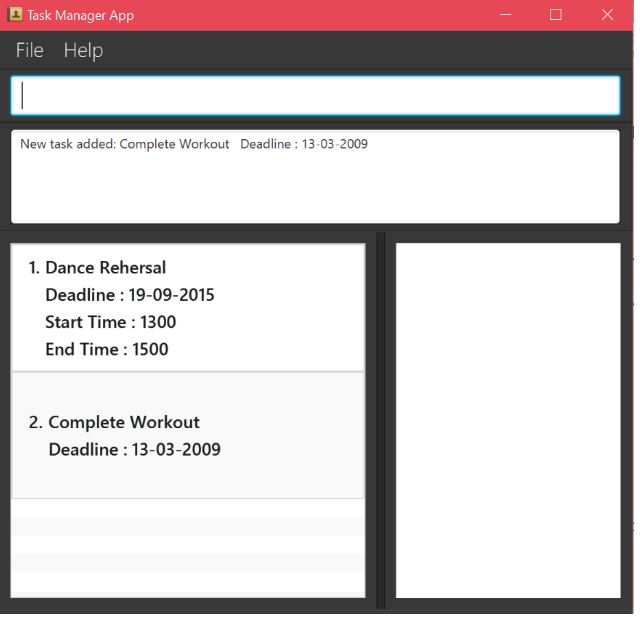 Task Manager App
File Help
New task added: Complete Workout Deadline : 13-03-2009
1. Dance Rehersal
Deadline : 19-09-2015
Start Time : 1300
End Time : 1500
2. Complete Workout
Deadline : 13-03-2009